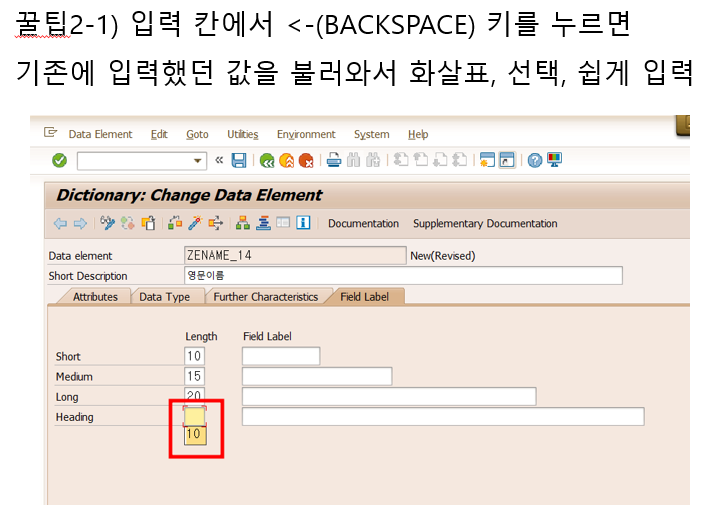 꿀팁2-1) 입력 칸에서 <-(BACKSPACE) 키를 누르면
기존에 입력했던 값을 불러와서 화살표, 선택, 쉽게 입력
Data Element Edit Goto Utilities Environment System Help
Dictionary: Change Data Element
Documentation Supplementary Documentation
Data element ZENAME_14 New(Revised)
Short Description 영문이름
Attributes Data Type Further Characteristics Field Label
Length Field Label
Short 10
Medium 15
Long 20
Heading
10